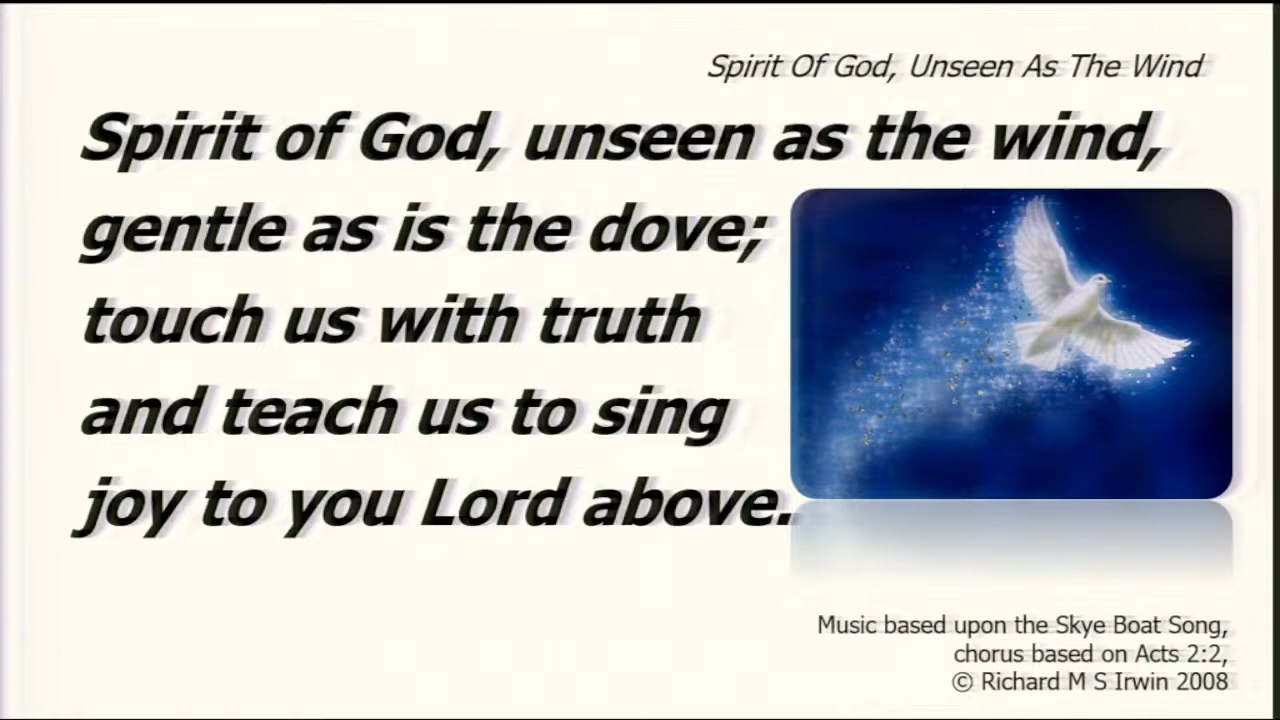 Spirit Of God, Unseen As The Wind
Spirit of God, unseen as the wind,
gentle as is the dove;
touch us with truth
and teach us to sing
joy to you Lord above.
Music based upon the Skye Boat Song,
chorus based on Acts 2:2,
© Richard M S Irwin 2008